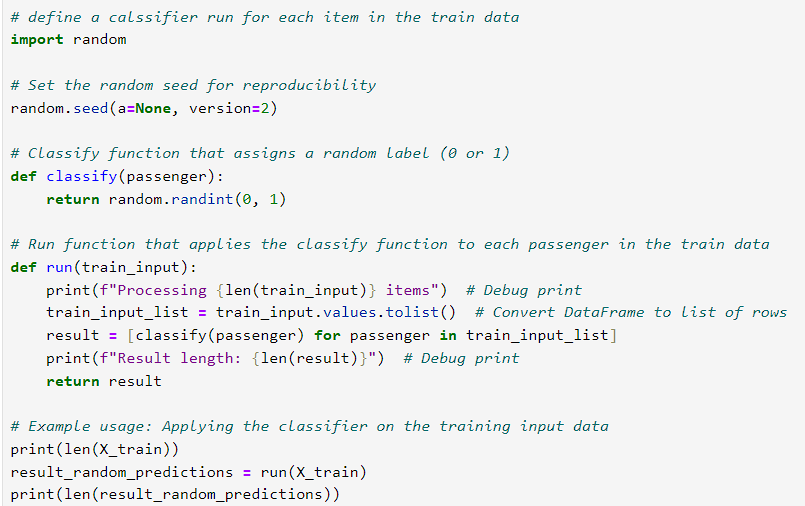 # define a calssifier run for each item in the train data
import random

# Set the random seed for reproducibility
random.seed(a=None, version=2)

# Classify function that assigns a random label (0 or 1)
def classify(passenger):
    return random.randint(0, 1)

# Run function that applies the classify function to each passenger in the train data
def run(train_input):
    print(f"Processing {len(train_input)} items")  # Debug print
    train_input_list = train_input.values.tolist()  # Convert DataFrame to list of rows
    result = [classify(passenger) for passenger in train_input_list]
    print(f"Result length: {len(result)}")  # Debug print
    return result

# Example usage: Applying the classifier on the training input data
print(len(X_train))
result_random_predictions = run(X_train)
print(len(result_random_predictions))